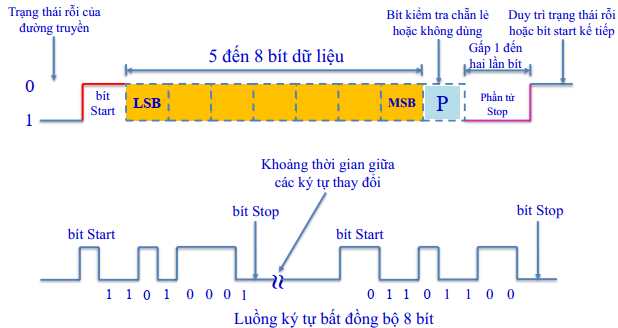 Trạng thái rỗi của
đường truyền
5 đến 8 bít dữ liệu
Bít kiểm tra chẵn lẻ
hoặc không dùng
Gấp 1 đến
hai lần bít
Duy trì trạng thái rỗi
hoặc bít start kế tiếp
0
1
bít
Start
LSB
MSB
P
Phần tử
Stop
Khoảng thời gian giữa
các ký tự thay đổi
bít Start
bít Stop
bít Start
bít Stop
1 1 0 1 0 0 0 1
0 1 1 0 1 1 0 0
Luồng ký tự bất đồng bộ 8 bít